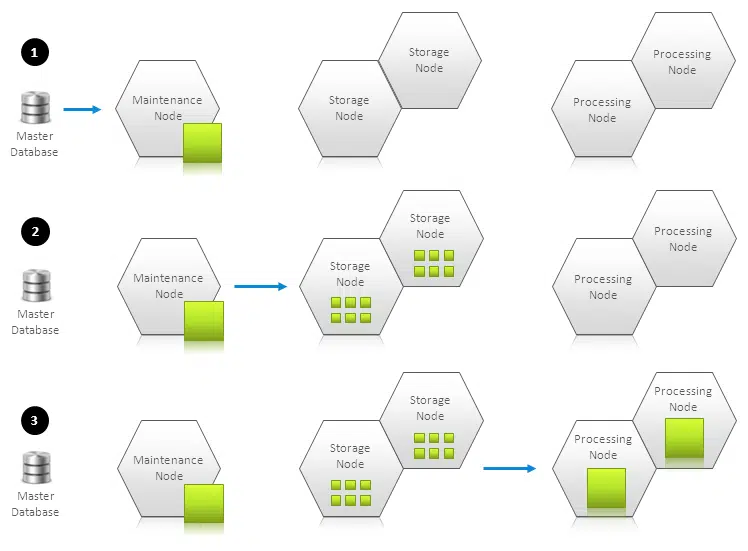 1
Storage
Node
Processing
Node
Maintenance
Node
Storage
Node
Processing
Node
Master
Database
2
Storage
Node
Processing
Node
Maintenance
Node
Storage
Node
Processing
Node
Master
Database
3
Storage
Node
Processing
Node
Maintenance
Node
Storage
Node
Processing
Node
Master
Database